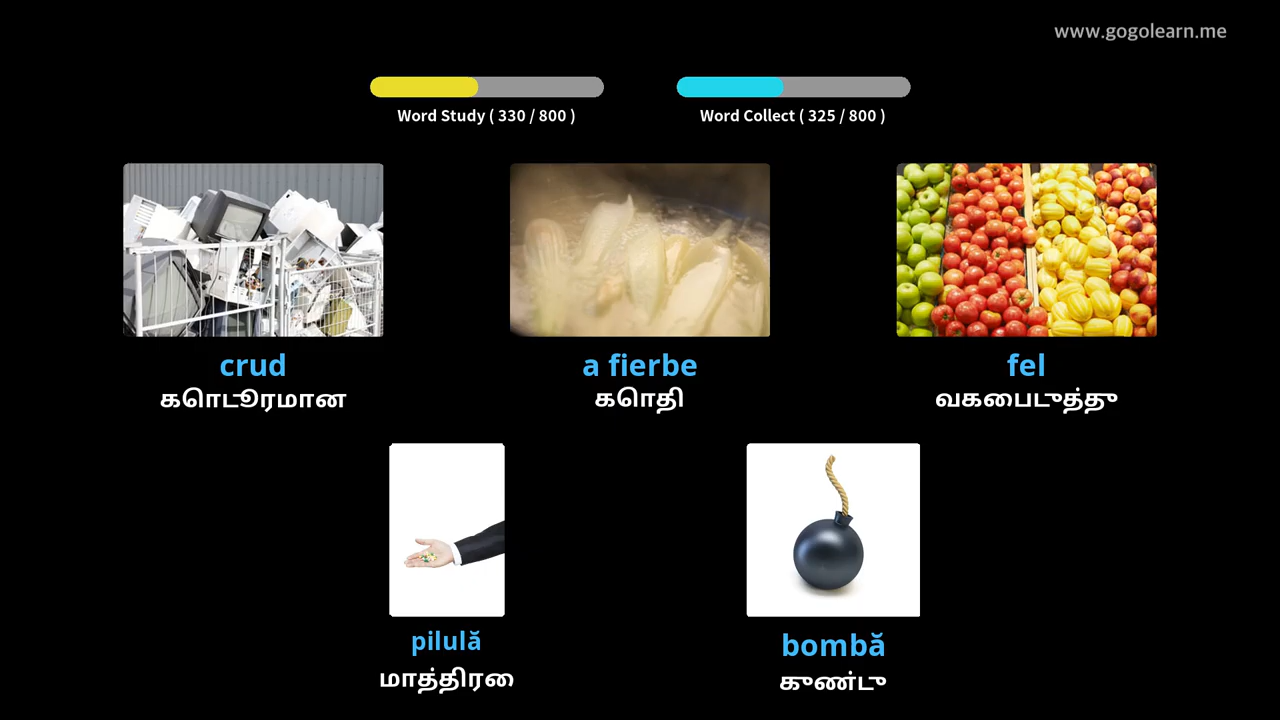 www.gogolearn.me
Word Study ( 330 / 800 )
Word Collect ( 325 / 800 )
crud
a fierbe
fel
கொடூரமான
கொதி
வகைபடுத்து
pilulă
bombă
மாத்திரை
குண்டு